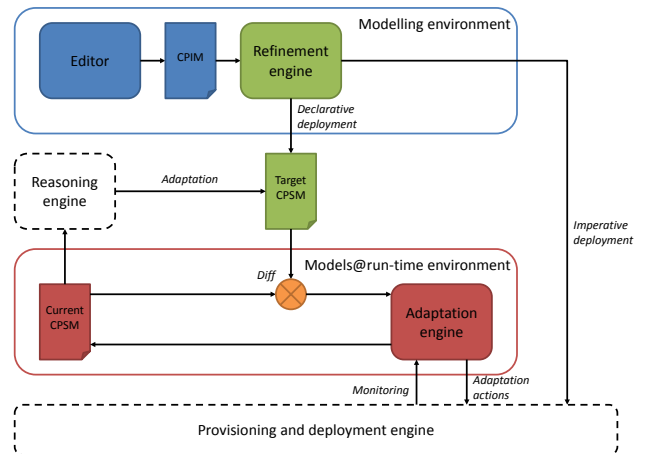 Modelling environment
Editor
CPIM
Refinement
engine
Declarative
deployment
Reasoning
engine
Adaptation
Target
CPSM
Imperative
deployment
Models@run-time environment
Diff
Current
CPSM
Adaptation
engine
Monitoring
Adaptation
actions
Provisioning and deployment engine